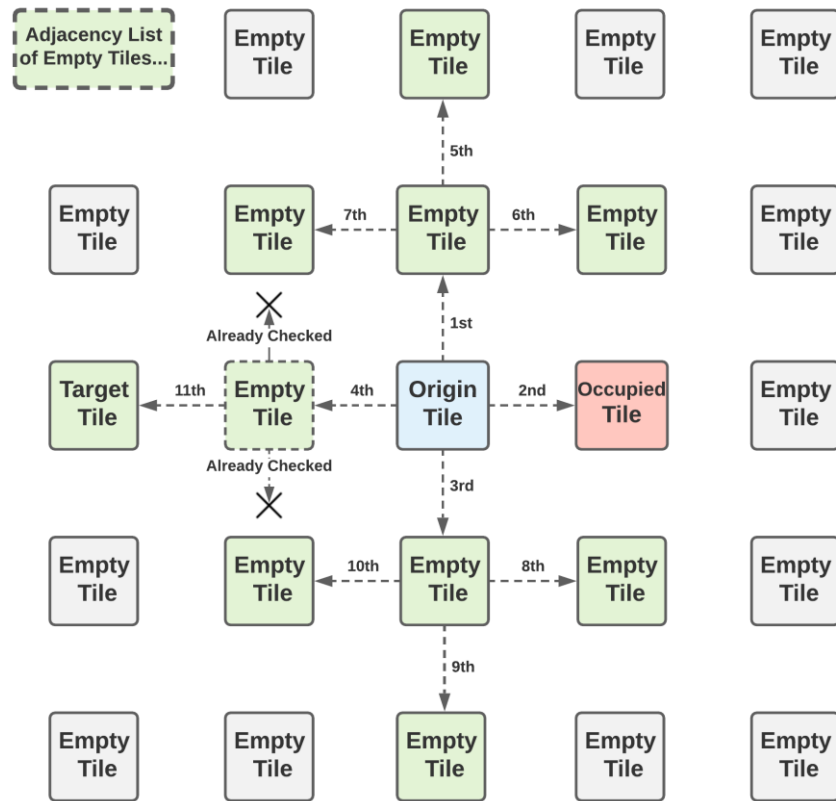 Adjacency List
of Empty Tiles...
Empty
Tile
Empty
Tile
Empty
Tile
Empty
Tile
5th
Empty
Tile
Empty
Tile
7th
Empty
Tile
6th
Empty
Tile
Empty
Tile
1st
Already Checked
Target
Tile
11th
Empty
Tile
4th
Origin
Tile
2nd
Occupied
Tile
Empty
Tile
Already Checked
3rd
Empty
Tile
Empty
Tile
10th
Empty
Tile
8th
Empty
Tile
Empty
Tile
9th
Empty
Tile
Empty
Tile
Empty
Tile
Empty
Tile
Empty
Tile